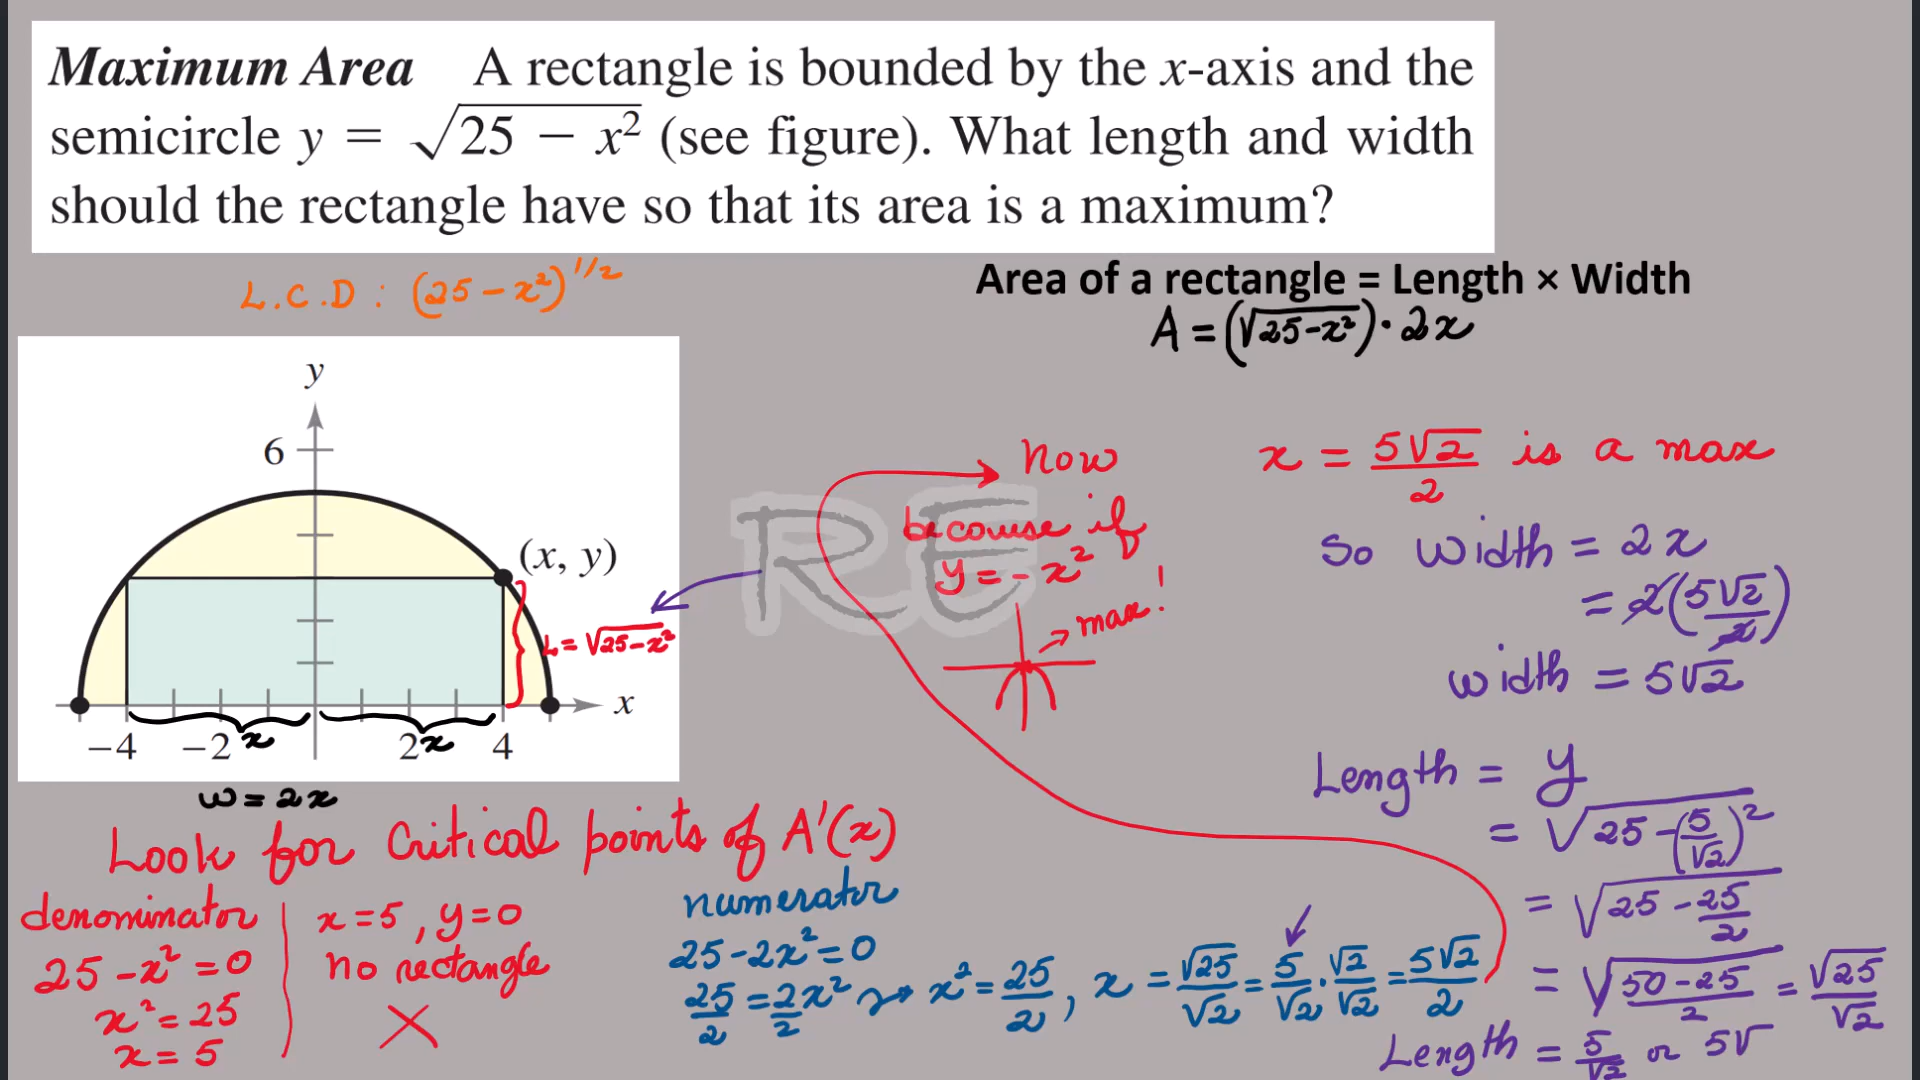 Maximum Area A rectangle is bounded by the x-axis and the
semicircle y = √25 − x² (see figure). What length and width
should the rectangle have so that its area is a maximum?
L.C.D : (25 - x²)^1/2
Area of a rectangle = Length × Width
A = (√25-x²) · 2x
y
6
(x, y)
L = √25-x²
x
−4 −2 x 2 x 4
w = 2x
RE
Now
because if
y = - x²
→ max !
x = 5√2/2 is a max
So width = 2x
= 2(5√2/2)
width = 5√2
Length = y
= √25 - (5/√2)²
= √25 - 25/2
= √50-25/2 = √25/√2
Length = 5/√2 or 5√
Look for critical points of A'(x)
denominator
25 - x² = 0
x² = 25
x = 5
x = 5 , y = 0
no rectangle
X
numerator
25 - 2x² = 0
25/2 = 2x²/2 → x² = 25/2 , x = √25/√2 = 5/√2 · √2/√2 = 5√2/2